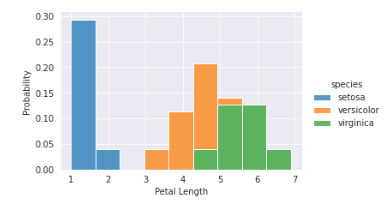 0.30
0.25
0.20
0.15
0.10
0.05
0.00
Probability
1 2 3 4 5 6 7
Petal Length
species
setosa
versicolor
virginica